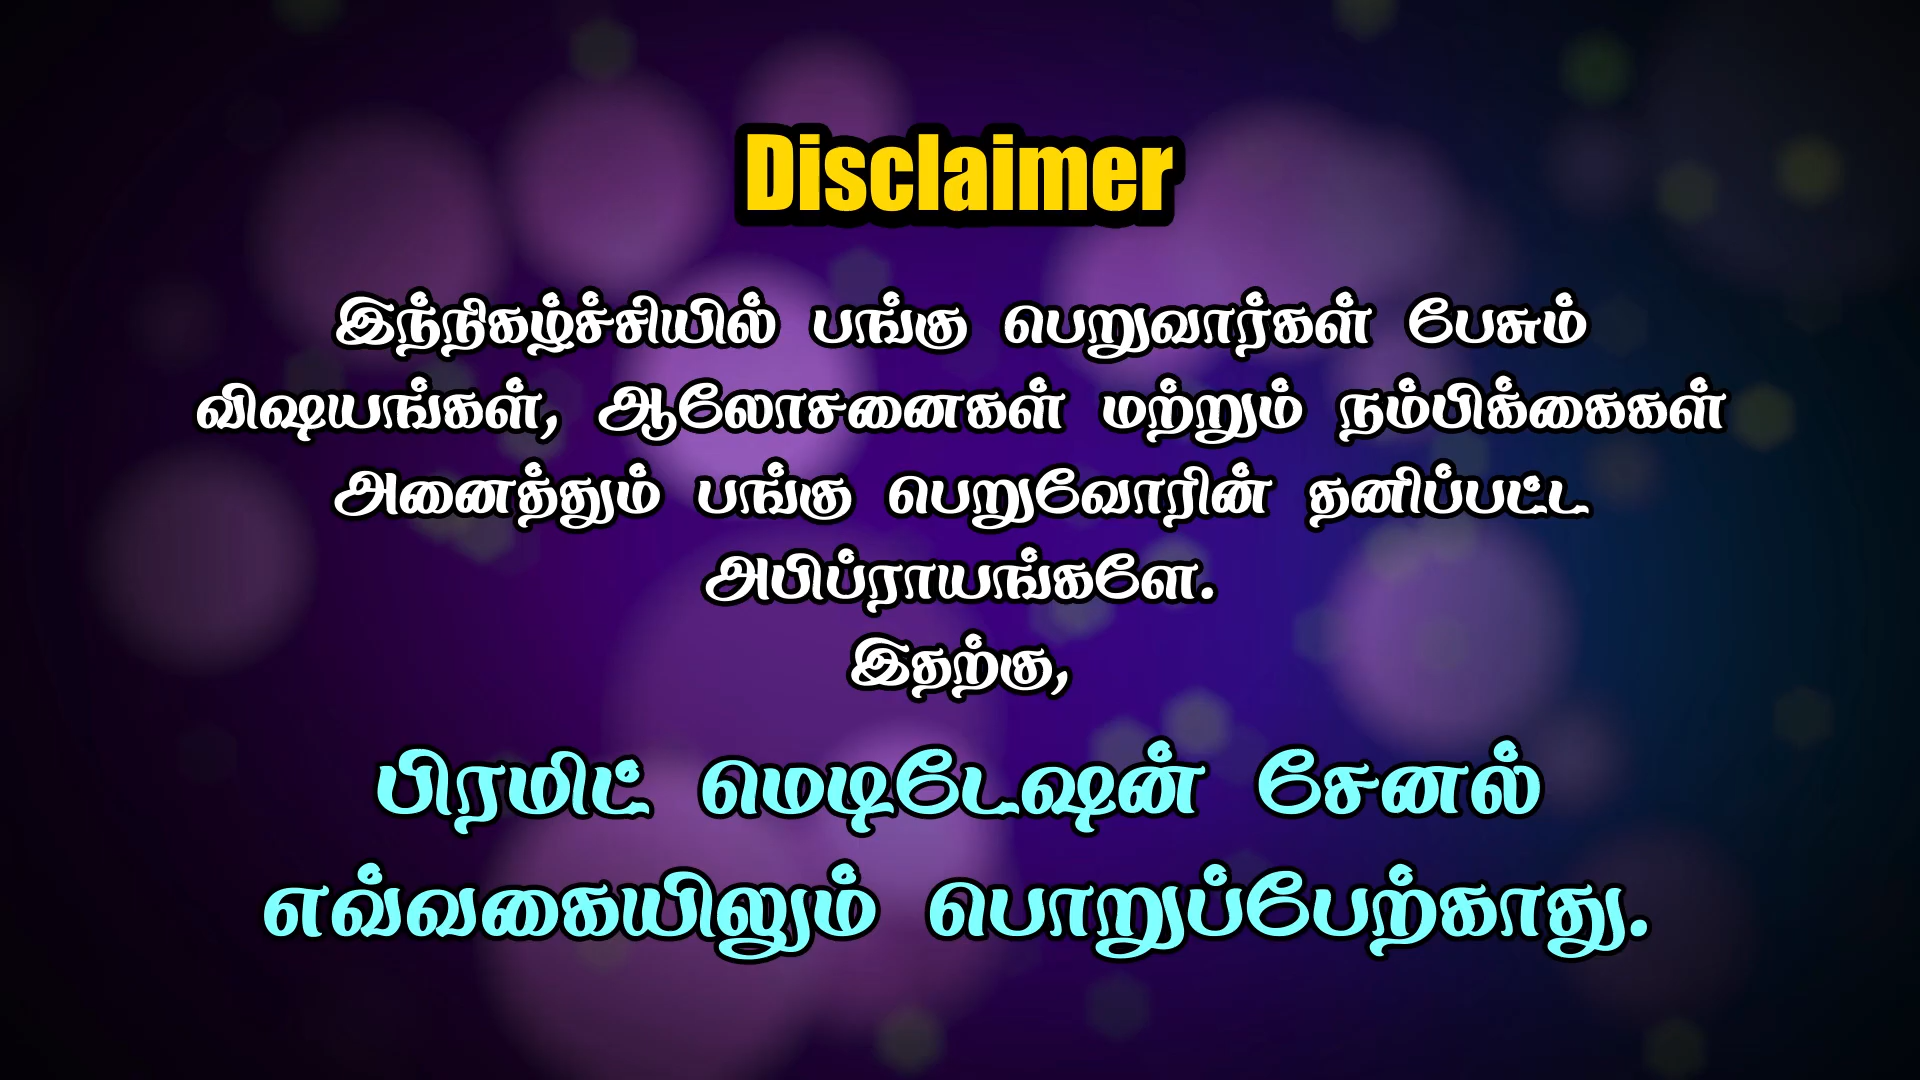 Disclaimer
இந்நிகழ்ச்சியில் பங்கு பெறுவார்கள் பேசும்
விஷயங்கள், ஆலோசனைகள் மற்றும் நம்பிக்கைகள்
அனைத்தும் பங்கு பெறுவோரின் தனிப்பட்ட
அபிப்ராயங்களே.
இதற்கு,
பிரமிட் மெடிடேஷன் சேனல்
எவ்வகையிலும் பொறுப்பேற்காது.